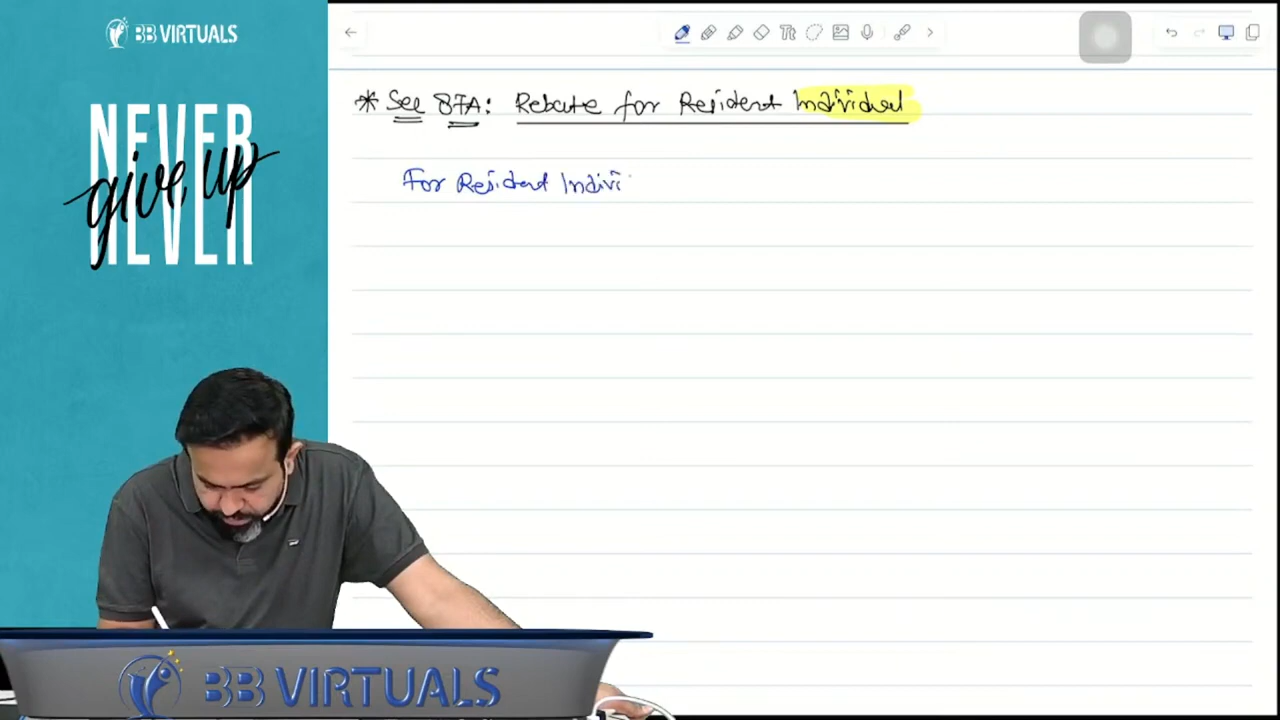 BB VIRTUALS
NEVER
give up
NEVER
* Sec 87A: Rebate for Resident Individual
For Resident Indivi
BB VIRTUALS